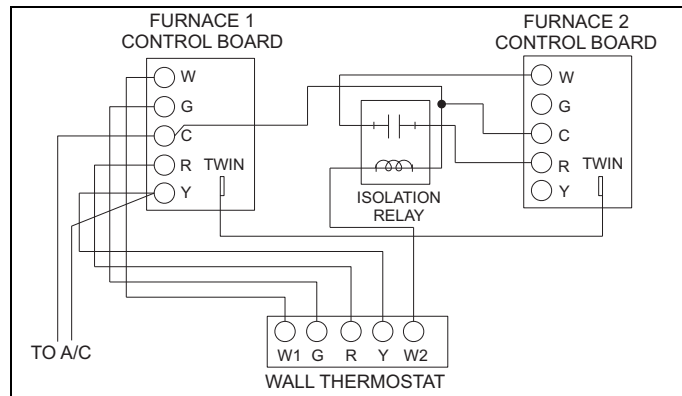 FURNACE 1
CONTROL BOARD
W
G
C
R
TWIN
Y
FURNACE 2
CONTROL BOARD
W
G
C
R
TWIN
Y
ISOLATION
RELAY
TO A/C
W1 G R Y W2
WALL THERMOSTAT